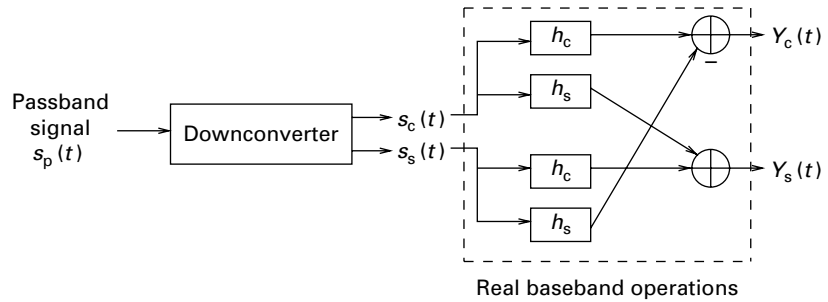 Passband
signal
s_p(t)
Downconverter
s_c(t)
s_s(t)
h_c
h_s
h_c
h_s
−
Y_c(t)
Y_s(t)
Real baseband operations